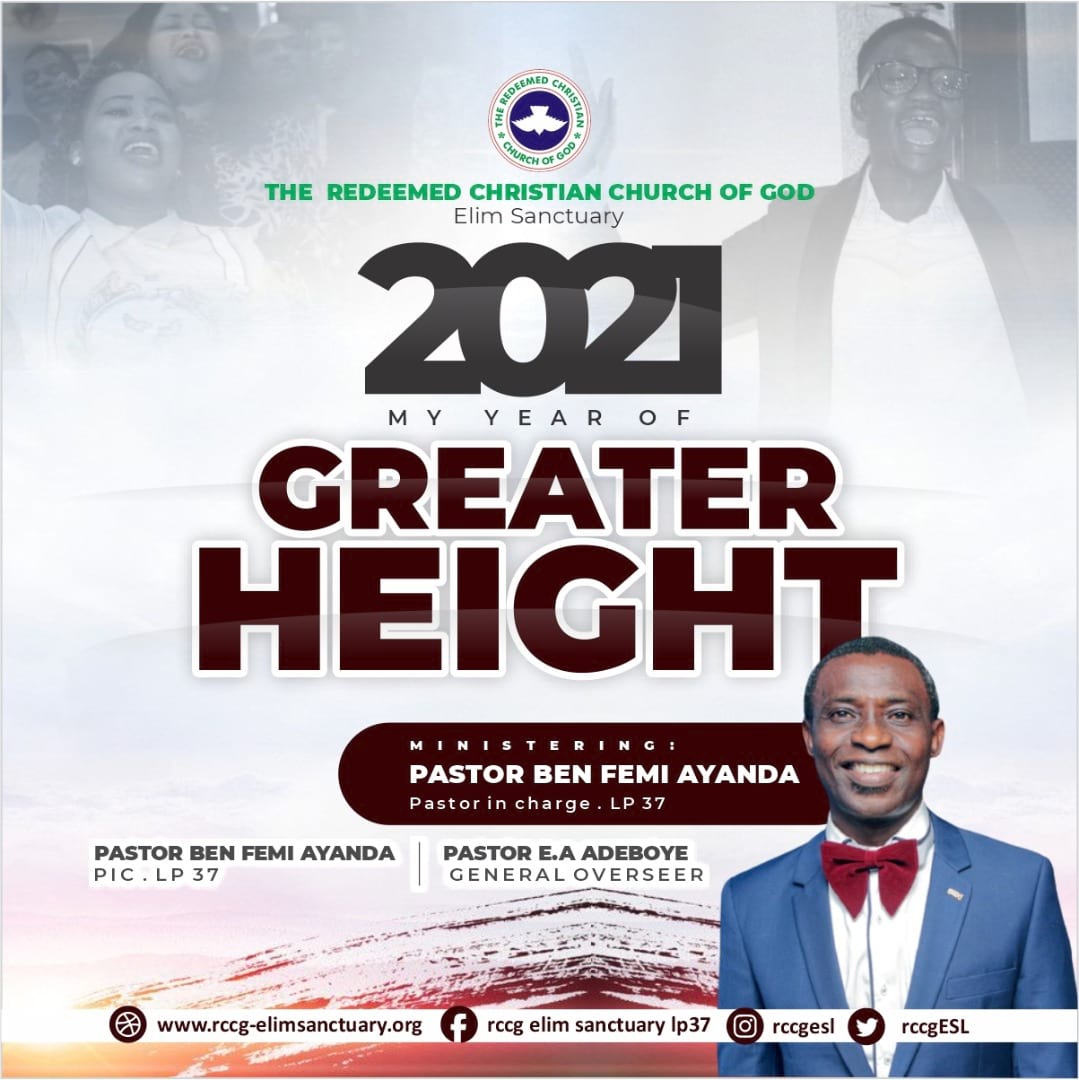 THE REDEEMED CHRISTIAN
CHURCH OF GOD
THE REDEEMED CHRISTIAN CHURCH OF GOD
Elim Sanctuary
2021
MY YEAR OF
GREATER
HEIGHT
MINISTERING:
PASTOR BEN FEMI AYANDA
Pastor in charge . LP 37
PASTOR BEN FEMI AYANDA
PIC . LP 37
PASTOR E.A ADEBOYE
GENERAL OVERSEER
www.rccg-elimsanctuary.org rccg elim sanctuary lp37 rccgesl rccgESL